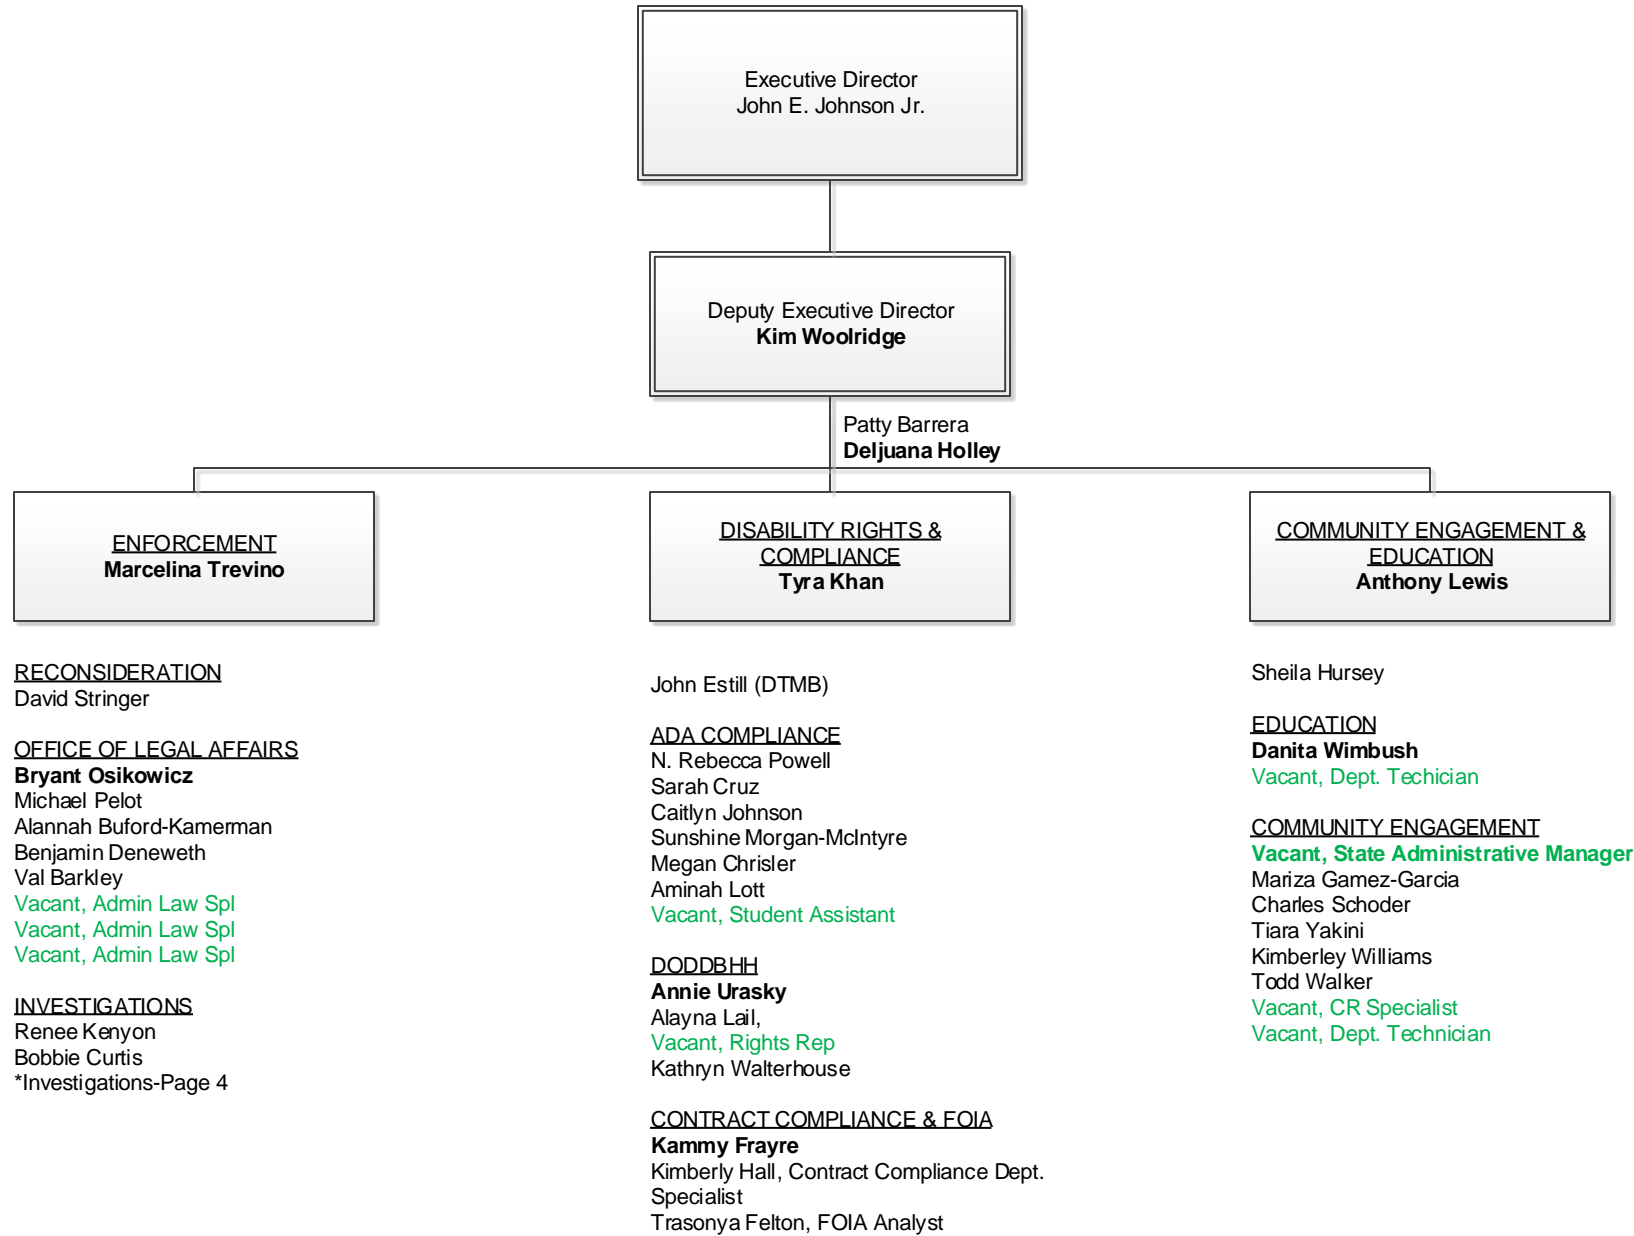 Executive Director
John E. Johnson Jr.
Deputy Executive Director
Kim Woolridge
Patty Barrera
Deljuana Holley
ENFORCEMENT
Marcelina Trevino
DISABILITY RIGHTS &
COMPLIANCE
Tyra Khan
COMMUNITY ENGAGEMENT &
EDUCATION
Anthony Lewis
RECONSIDERATION
David Stringer
OFFICE OF LEGAL AFFAIRS
Bryant Osikowicz
Michael Pelot
Alannah Buford-Kamerman
Benjamin Deneweth
Val Barkley
Vacant, Admin Law Spl
Vacant, Admin Law Spl
Vacant, Admin Law Spl
INVESTIGATIONS
Renee Kenyon
Bobbie Curtis
*Investigations-Page 4
John Estill (DTMB)
ADA COMPLIANCE
N. Rebecca Powell
Sarah Cruz
Caitlyn Johnson
Sunshine Morgan-McIntyre
Megan Chrisler
Aminah Lott
Vacant, Student Assistant
DODDBHH
Annie Urasky
Alayna Lail,
Vacant, Rights Rep
Kathryn Walterhouse
CONTRACT COMPLIANCE & FOIA
Kammy Frayre
Kimberly Hall, Contract Compliance Dept.
Specialist
Trasonya Felton, FOIA Analyst
Sheila Hursey
EDUCATION
Danita Wimbush
Vacant, Dept. Techician
COMMUNITY ENGAGEMENT
Vacant, State Administrative Manager
Mariza Gamez-Garcia
Charles Schoder
Tiara Yakini
Kimberley Williams
Todd Walker
Vacant, CR Specialist
Vacant, Dept. Technician